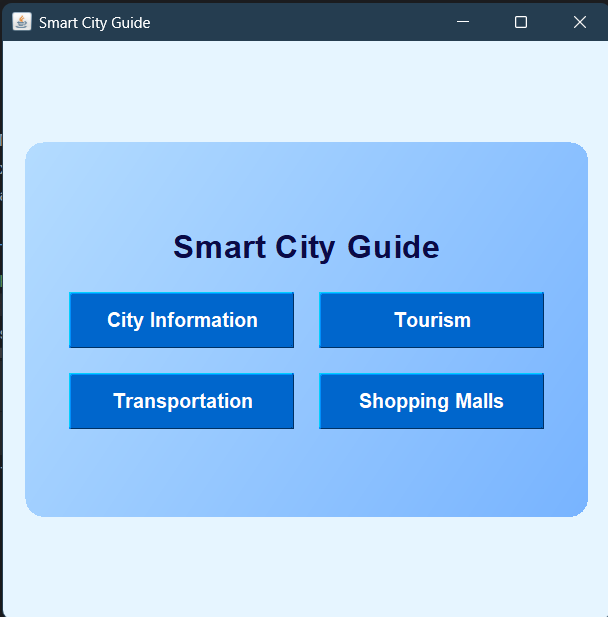 Smart City Guide
Smart City Guide
City Information
Tourism
Transportation
Shopping Malls